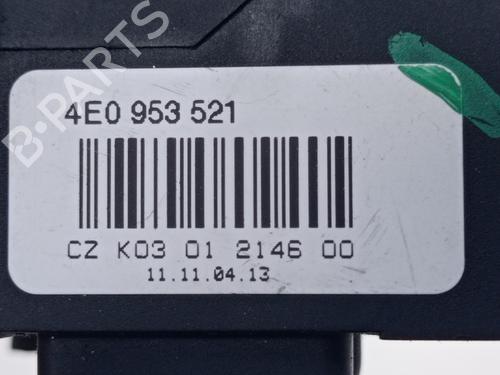 4E0 953 521
CZ K03 01 2146 00
11.11.04.13
B-PARTS